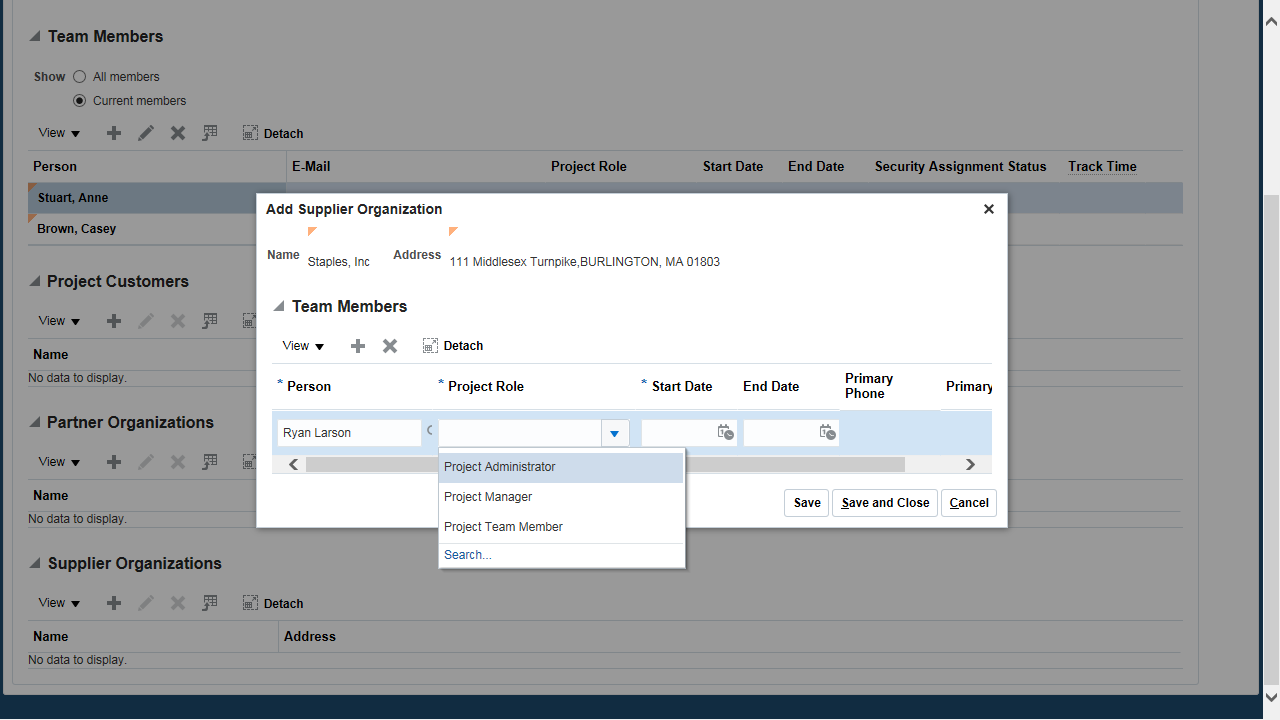 Team Members
Show All members
Current members
View Detach
Person E-Mail Project Role Start Date End Date Security Assignment Status Track Time
Stuart, Anne
Brown, Casey
Project Customers
View
Name
No data to display.
Partner Organizations
View
Name
No data to display.
Supplier Organizations
View Detach
Name Address
No data to display.
Add Supplier Organization
Name Staples, Inc Address 111 Middlesex Turnpike,BURLINGTON, MA 01803
Team Members
View Detach
* Person * Project Role * Start Date End Date Primary Phone Primary
Ryan Larson
Project Administrator
Project Manager
Project Team Member
Search...
Save Save and Close Cancel